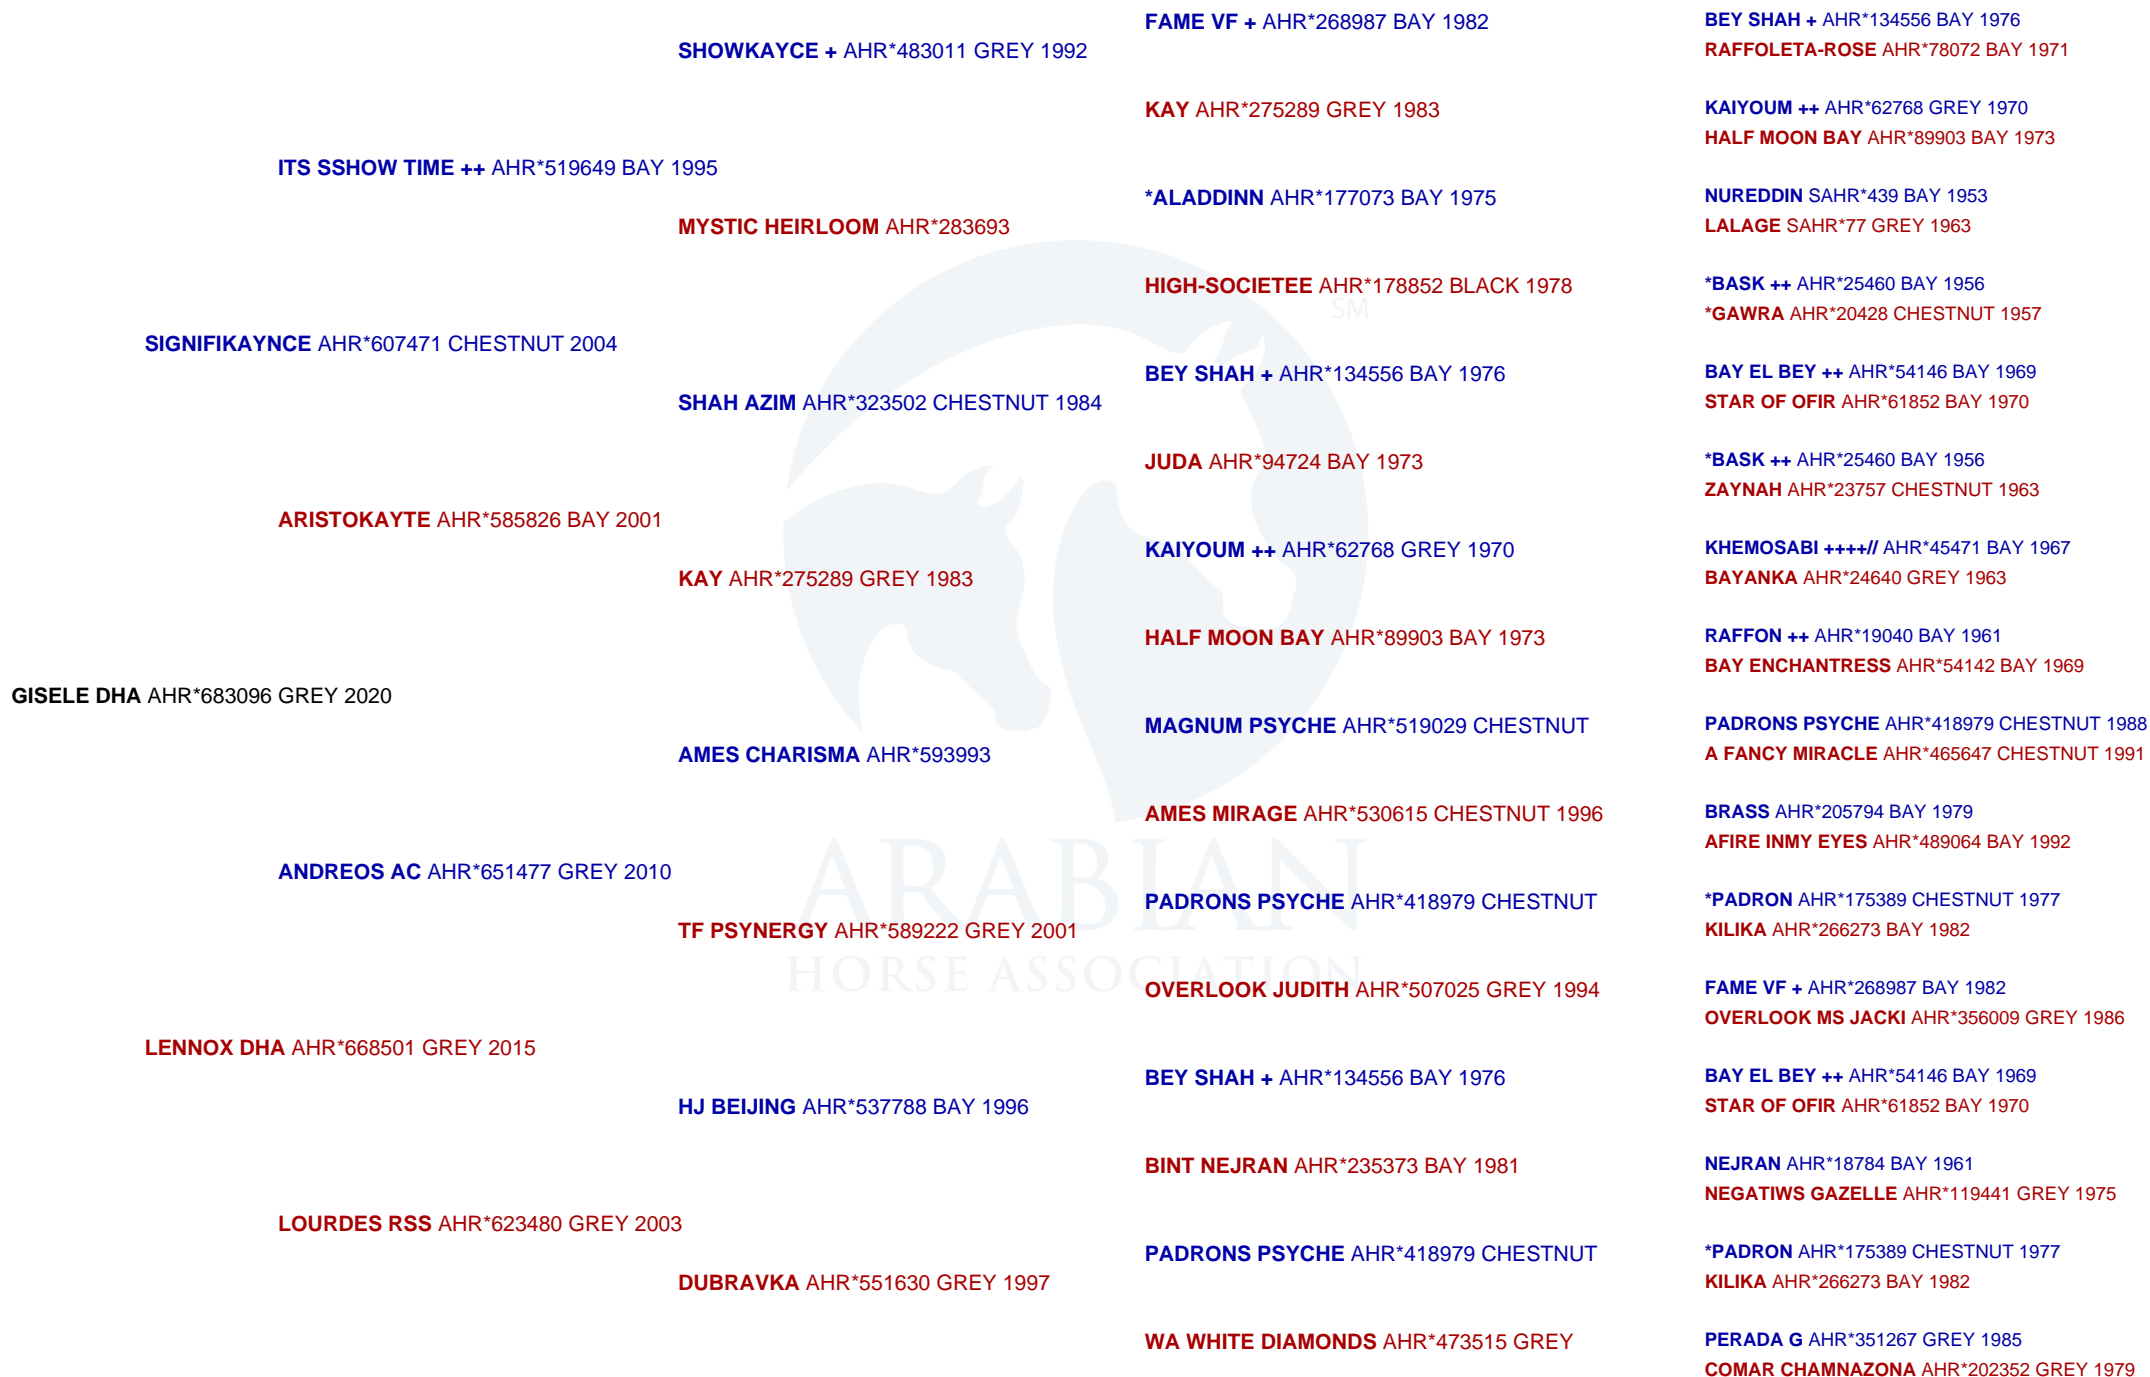 FAME VF + AHR*268987 BAY 1982
BEY SHAH + AHR*134556 BAY 1976
SHOWKAYCE + AHR*483011 GREY 1992
RAFFOLETA-ROSE AHR*78072 BAY 1971
KAY AHR*275289 GREY 1983
KAIYOUM ++ AHR*62768 GREY 1970
HALF MOON BAY AHR*89903 BAY 1973
ITS SSHOW TIME ++ AHR*519649 BAY 1995
*ALADDINN AHR*177073 BAY 1975
NUREDDIN SAHR*439 BAY 1953
MYSTIC HEIRLOOM AHR*283693
LALAGE SAHR*77 GREY 1963
HIGH-SOCIETEE AHR*178852 BLACK 1978
*BASK ++ AHR*25460 BAY 1956
SM
*GAWRA AHR*20428 CHESTNUT 1957
SIGNIFIKAYNCE AHR*607471 CHESTNUT 2004
BEY SHAH + AHR*134556 BAY 1976
BAY EL BEY ++ AHR*54146 BAY 1969
SHAH AZIM AHR*323502 CHESTNUT 1984
STAR OF OFIR AHR*61852 BAY 1970
JUDA AHR*94724 BAY 1973
*BASK ++ AHR*25460 BAY 1956
ZAYNAH AHR*23757 CHESTNUT 1963
ARISTOKAYTE AHR*585826 BAY 2001
KAIYOUM ++ AHR*62768 GREY 1970
KHEMOSABI ++++// AHR*45471 BAY 1967
KAY AHR*275289 GREY 1983
BAYANKA AHR*24640 GREY 1963
HALF MOON BAY AHR*89903 BAY 1973
RAFFON ++ AHR*19040 BAY 1961
BAY ENCHANTRESS AHR*54142 BAY 1969
GISELE DHA AHR*683096 GREY 2020
MAGNUM PSYCHE AHR*519029 CHESTNUT
PADRONS PSYCHE AHR*418979 CHESTNUT 1988
AMES CHARISMA AHR*593993
A FANCY MIRACLE AHR*465647 CHESTNUT 1991
AMES MIRAGE AHR*530615 CHESTNUT 1996
BRASS AHR*205794 BAY 1979
AFIRE INMY EYES AHR*489064 BAY 1992
ANDREOS AC AHR*651477 GREY 2010
ARABIAN
PADRONS PSYCHE AHR*418979 CHESTNUT
*PADRON AHR*175389 CHESTNUT 1977
TF PSYNERGY AHR*589222 GREY 2001
KILIKA AHR*266273 BAY 1982
HORSE ASSOCIATION
OVERLOOK JUDITH AHR*507025 GREY 1994
FAME VF + AHR*268987 BAY 1982
OVERLOOK MS JACKI AHR*356009 GREY 1986
LENNOX DHA AHR*668501 GREY 2015
BEY SHAH + AHR*134556 BAY 1976
BAY EL BEY ++ AHR*54146 BAY 1969
HJ BEIJING AHR*537788 BAY 1996
STAR OF OFIR AHR*61852 BAY 1970
BINT NEJRAN AHR*235373 BAY 1981
NEJRAN AHR*18784 BAY 1961
NEGATIWS GAZELLE AHR*119441 GREY 1975
LOURDES RSS AHR*623480 GREY 2003
PADRONS PSYCHE AHR*418979 CHESTNUT
*PADRON AHR*175389 CHESTNUT 1977
DUBRAVKA AHR*551630 GREY 1997
KILIKA AHR*266273 BAY 1982
WA WHITE DIAMONDS AHR*473515 GREY
PERADA G AHR*351267 GREY 1985
COMAR CHAMNAZONA AHR*202352 GREY 1979